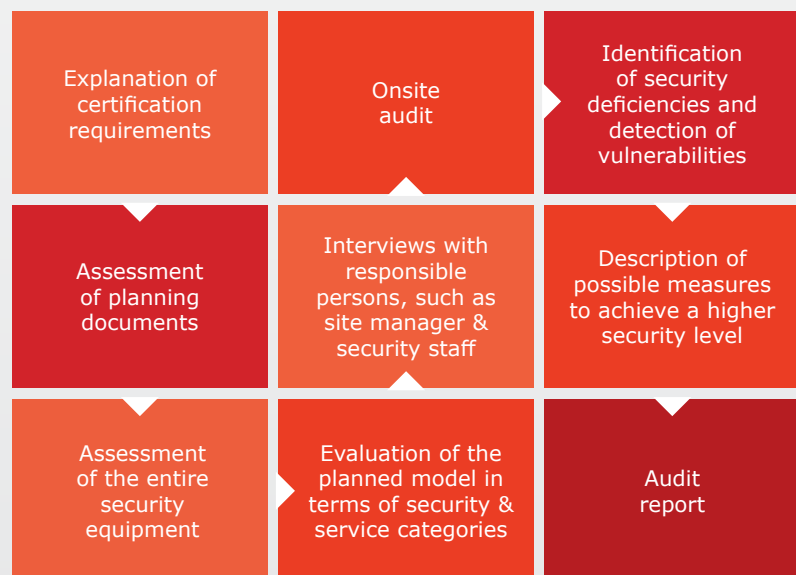 Explanation of
certification
requirements
Assessment
of planning
documents
Assessment
of the entire
security
equipment
Evaluation of the
planned model in
terms of security &
service categories
Interviews with
responsible
persons, such as
site manager &
security staff
Onsite
audit
Identification
of security
deficiencies and
detection of
vulnerabilities
Description of
possible measures
to achieve a higher
security level
Audit
report